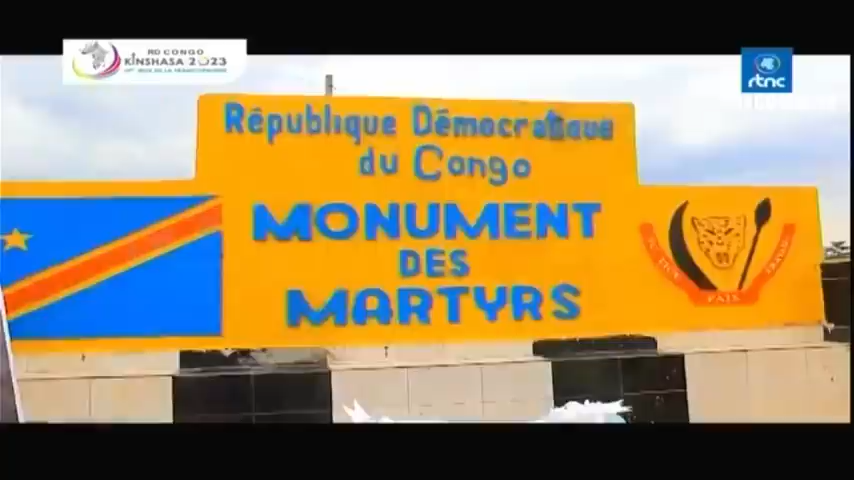 RD CONGO
KINSHASA 2023
rtnc
République Démocratique
du Congo
MONUMENT
DES
MARTYRS
PAIX